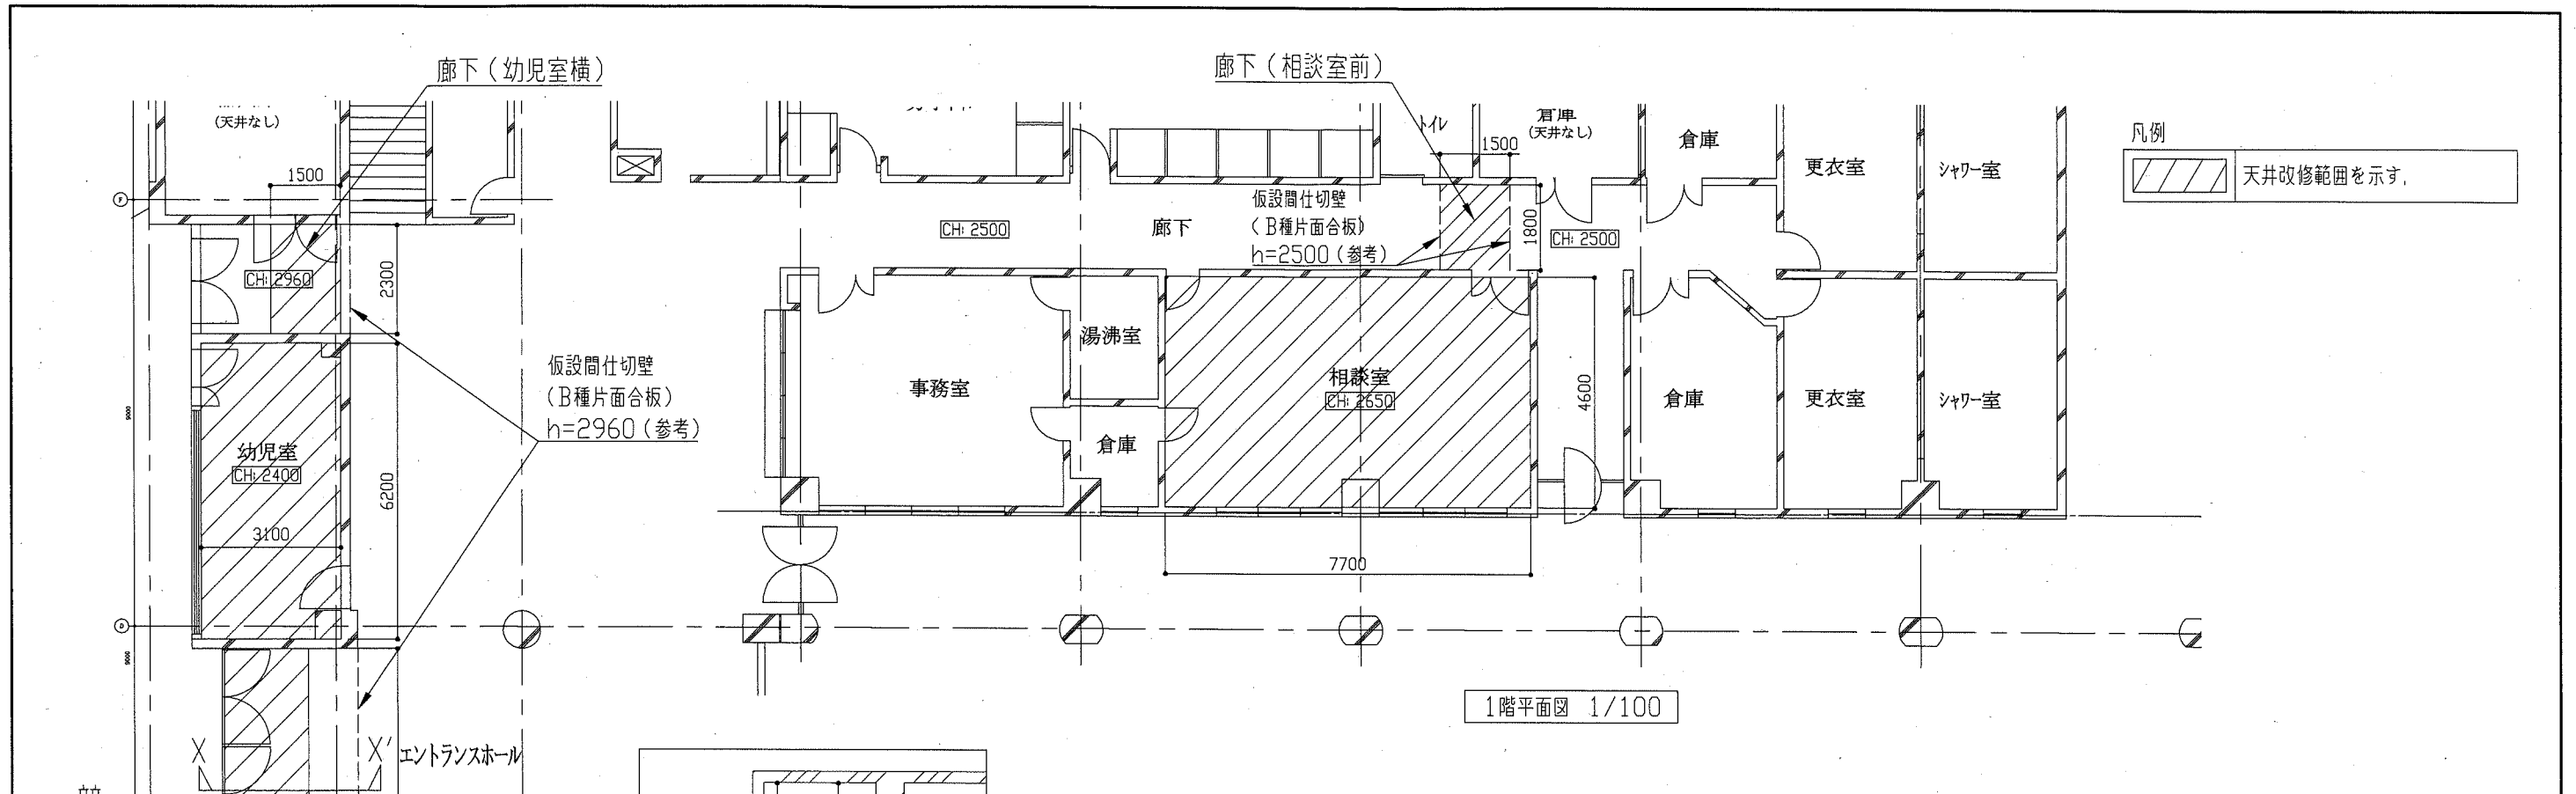 廊下（幼児室横）
廊下（相談室前）
(天井なし)
トイレ
倉庫
(天井なし)
倉庫
更衣室
シャワー室
凡例
天井改修範囲を示す。
1500
1500
F
仮設間仕切壁
（B種片面合板）
h=2500（参考）
廊下
CH: 2500
CH: 2500
1800
CH: 2960
2300
仮設間仕切壁
（B種片面合板）
h=2960（参考）
湯沸室
事務室
相談室
CH: 2650
4600
倉庫
更衣室
シャワー室
倉庫
幼児室
CH: 2400
6200
3100
7700
D
9000
9000
1階平面図 1/100
X
X'
エントランスホール